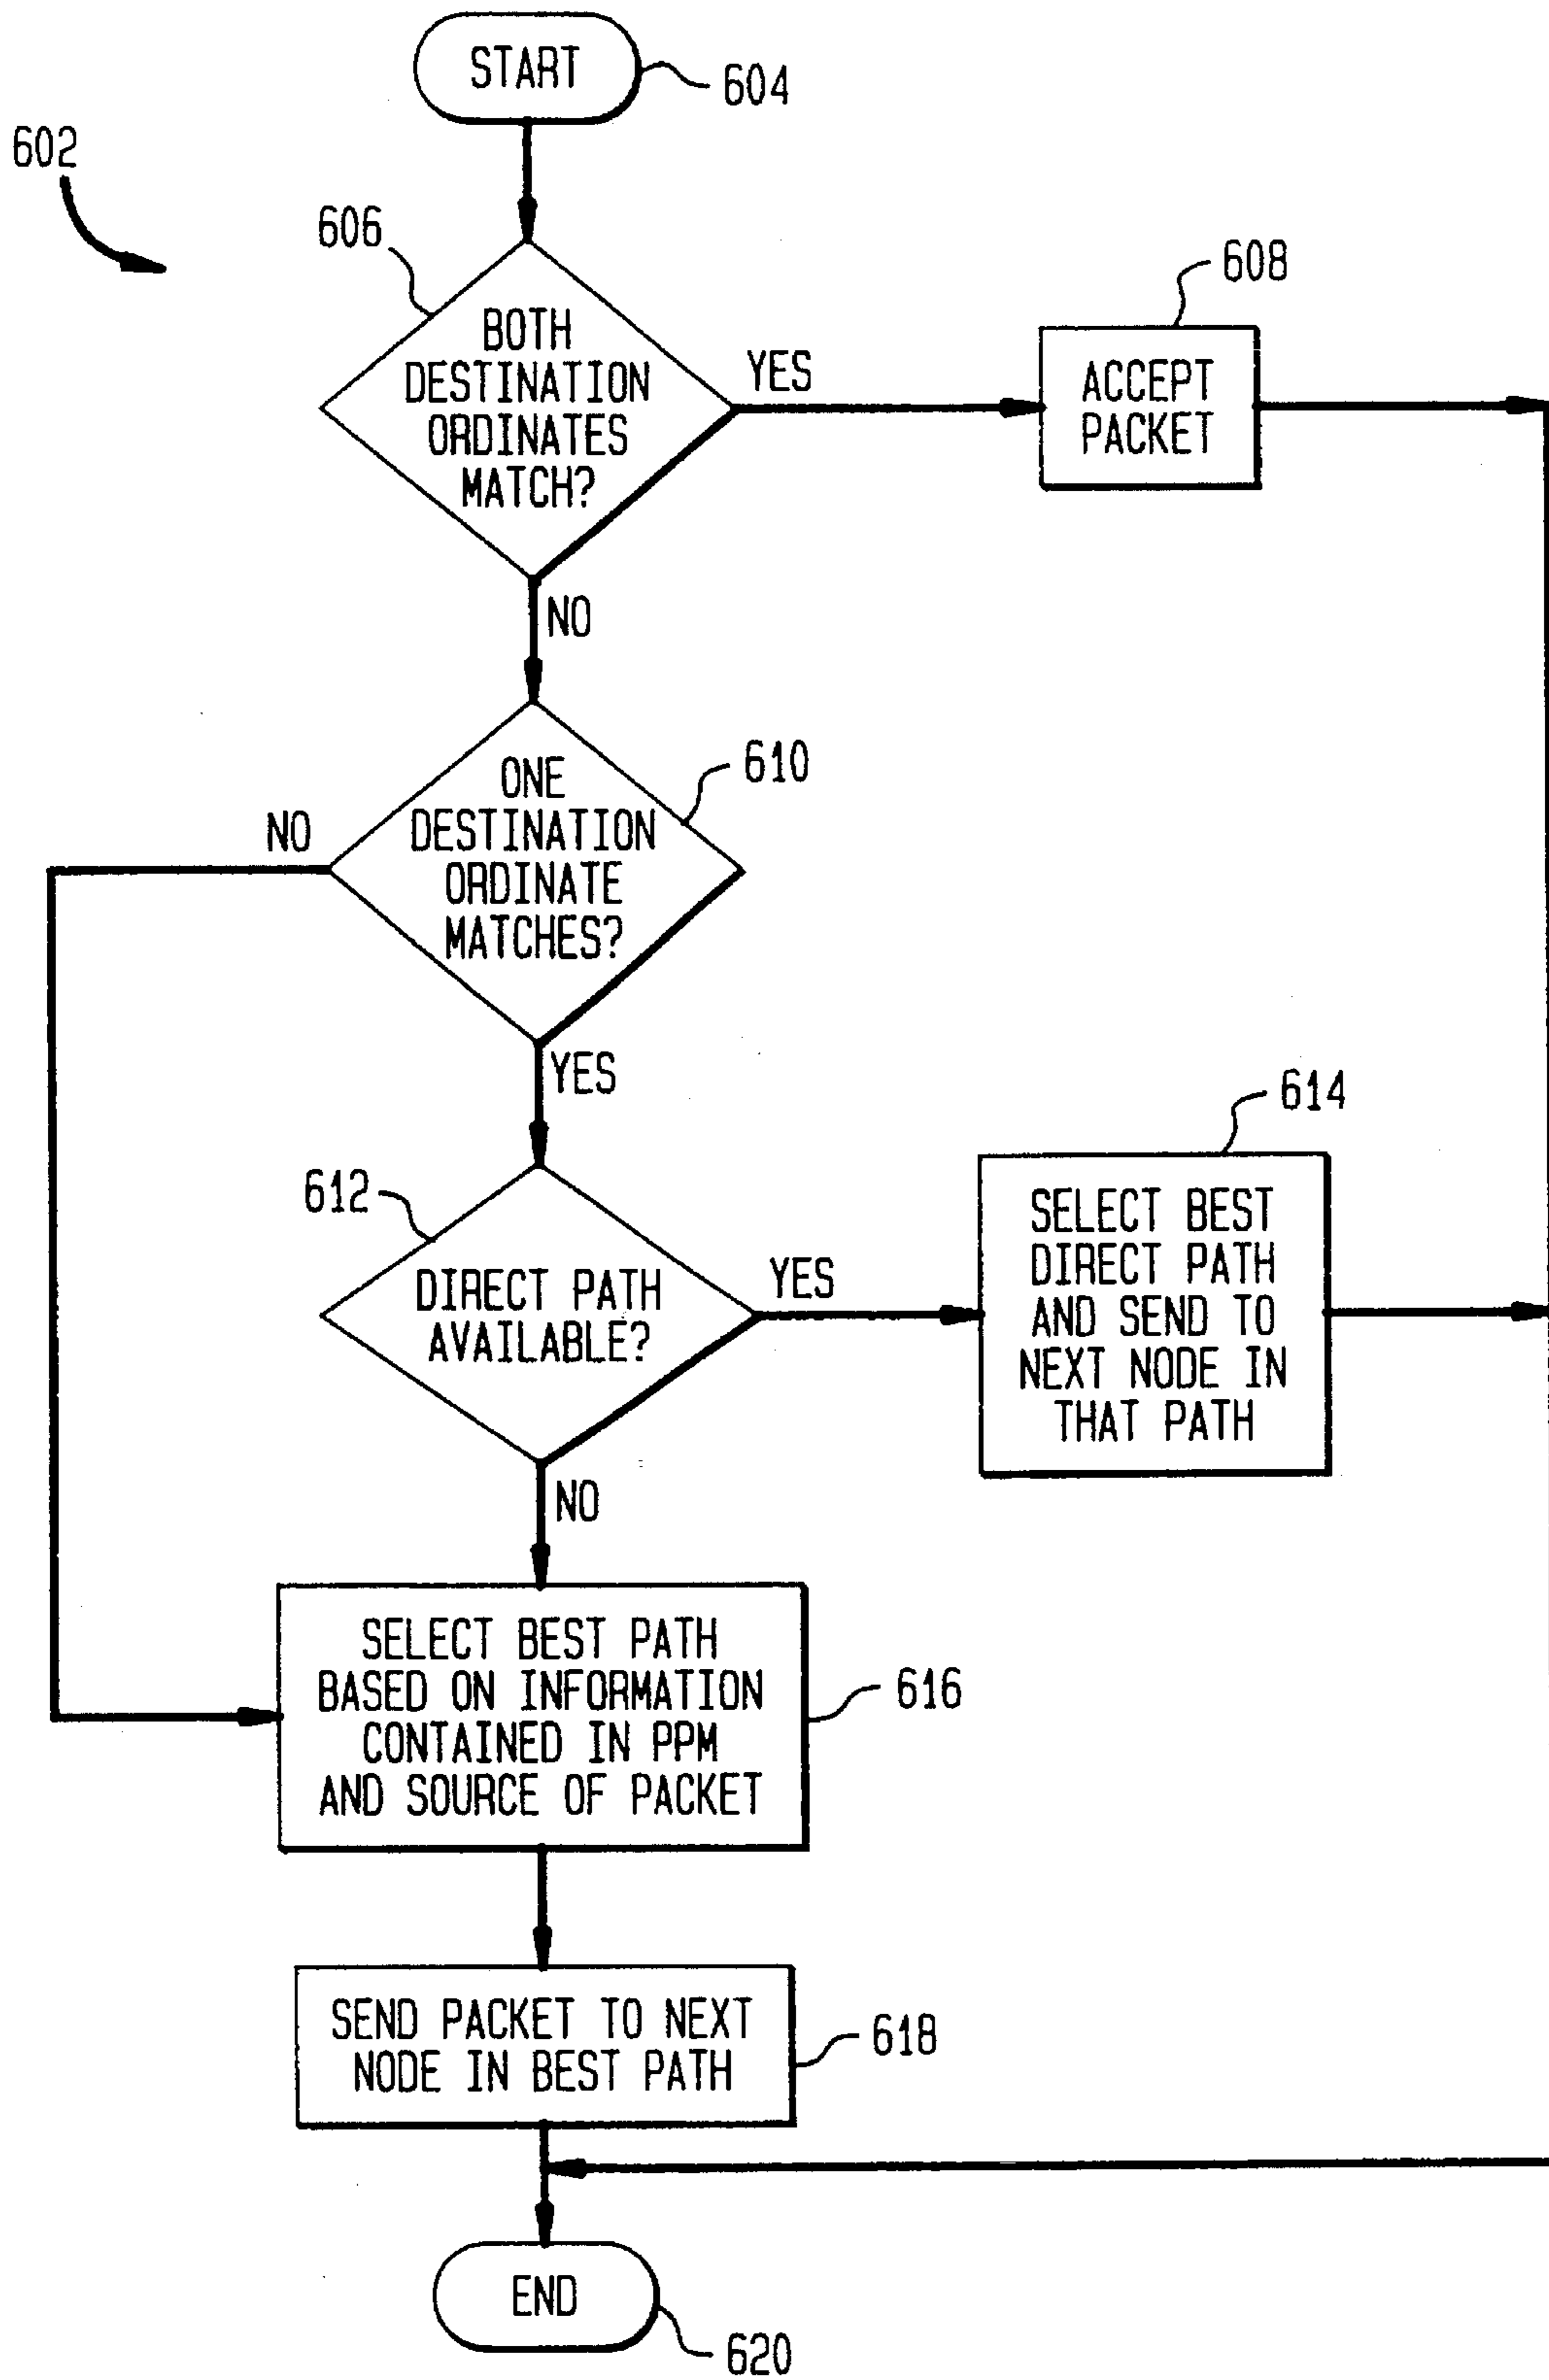 START
604
602
606
BOTH
DESTINATION
ORDINATES
MATCH?
YES
608
ACCEPT
PACKET
NO
610
ONE
DESTINATION
ORDINATE
MATCHES?
NO
YES
612
DIRECT PATH
AVAILABLE?
YES
614
SELECT BEST
DIRECT PATH
AND SEND TO
NEXT NODE IN
THAT PATH
NO
SELECT BEST PATH
BASED ON INFORMATION
CONTAINED IN PPM
AND SOURCE OF PACKET
616
SEND PACKET TO NEXT
NODE IN BEST PATH
618
END
620